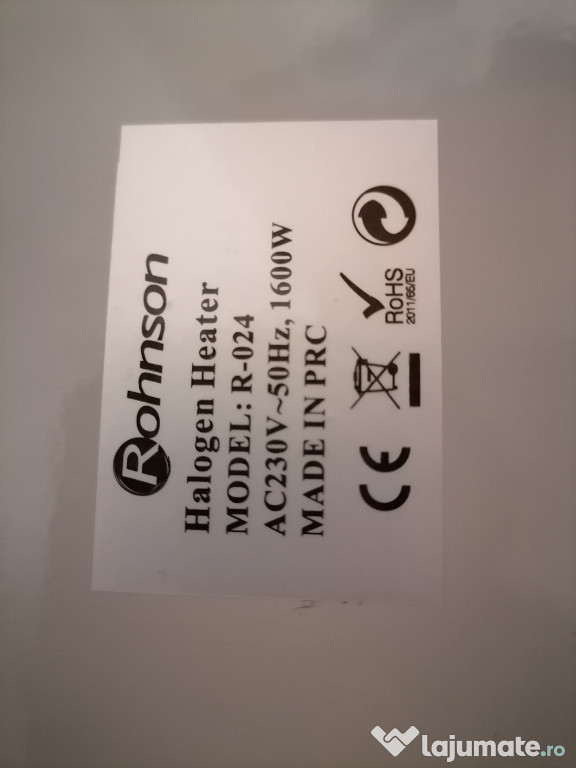 Rohnson
Halogen Heater
MODEL: R-024
AC230V~50Hz, 1600W
MADE IN PRC
CE
RoHS
2011/65/EU
lajumate.ro